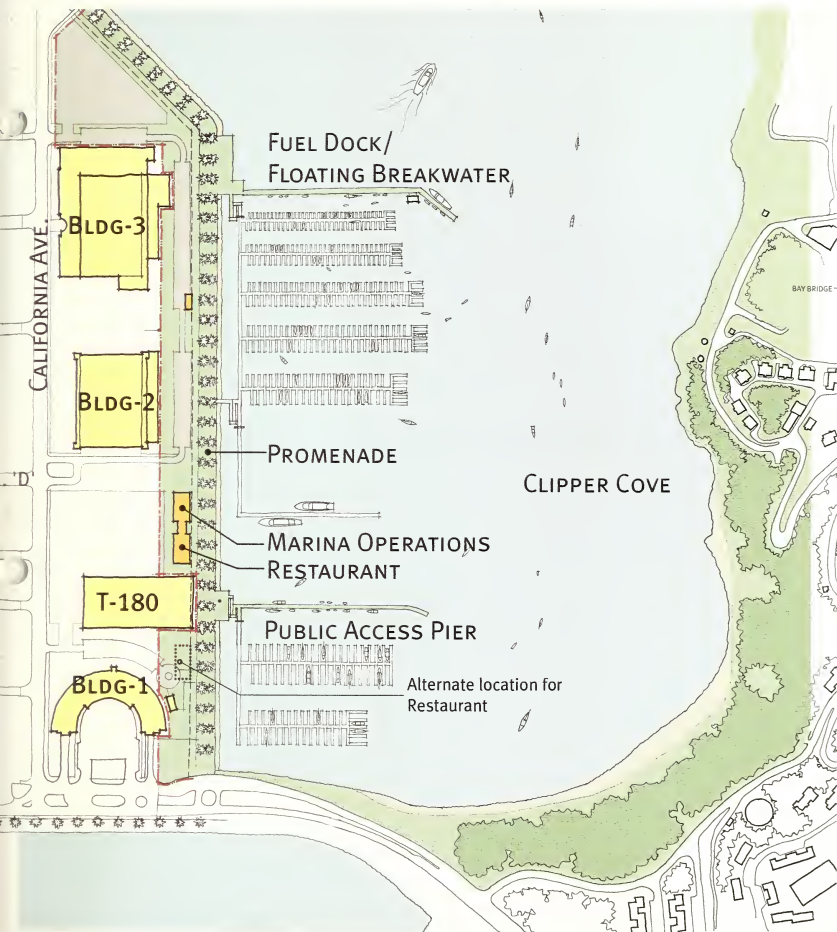 FUEL DOCK/
FLOATING BREAKWATER
BLDG-3
CALIFORNIA AVE.
BAY BRIDGE
BLDG-2
PROMENADE
D
CLIPPER COVE
MARINA OPERATIONS
RESTAURANT
T-180
PUBLIC ACCESS PIER
BLDG-1
Alternate location for
Restaurant